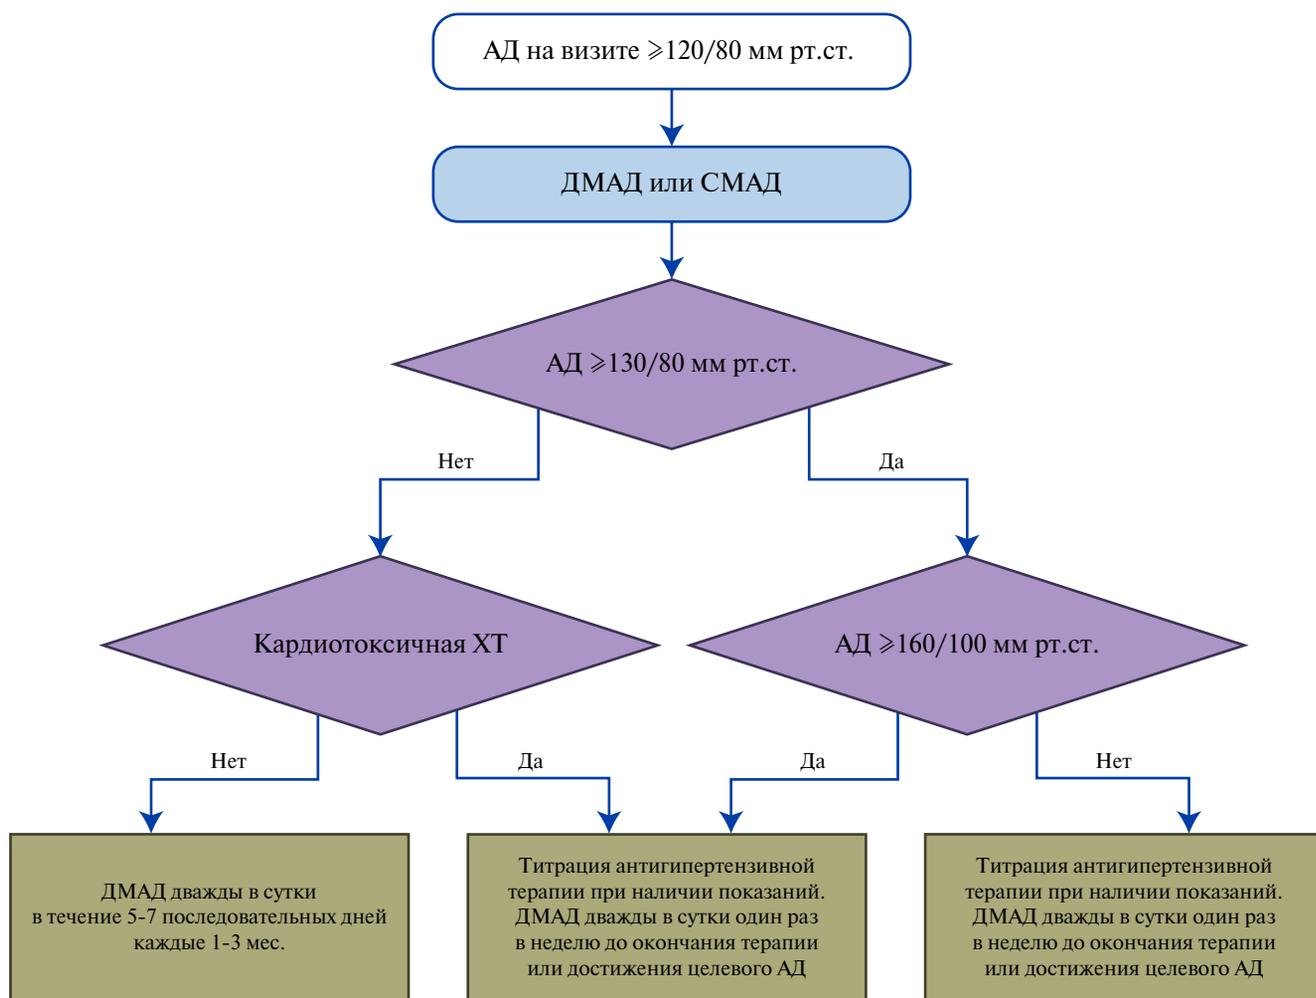 АД на визите ⩾120/80 мм рт.ст.
ДМАД или СМАД
АД ⩾130/80 мм рт.ст.
Нет
Да
Кардиотоксичная ХТ
АД ⩾160/100 мм рт.ст.
Нет
Да
Да
Нет
ДМАД дважды в сутки
в течение 5-7 последовательных дней
каждые 1-3 мес.
Титрация антигипертензивной
терапии при наличии показаний.
ДМАД дважды в сутки один раз
в неделю до окончания терапии
или достижения целевого АД
Титрация антигипертензивной
терапии при наличии показаний.
ДМАД дважды в сутки один раз
в неделю до окончания терапии
или достижения целевого АД